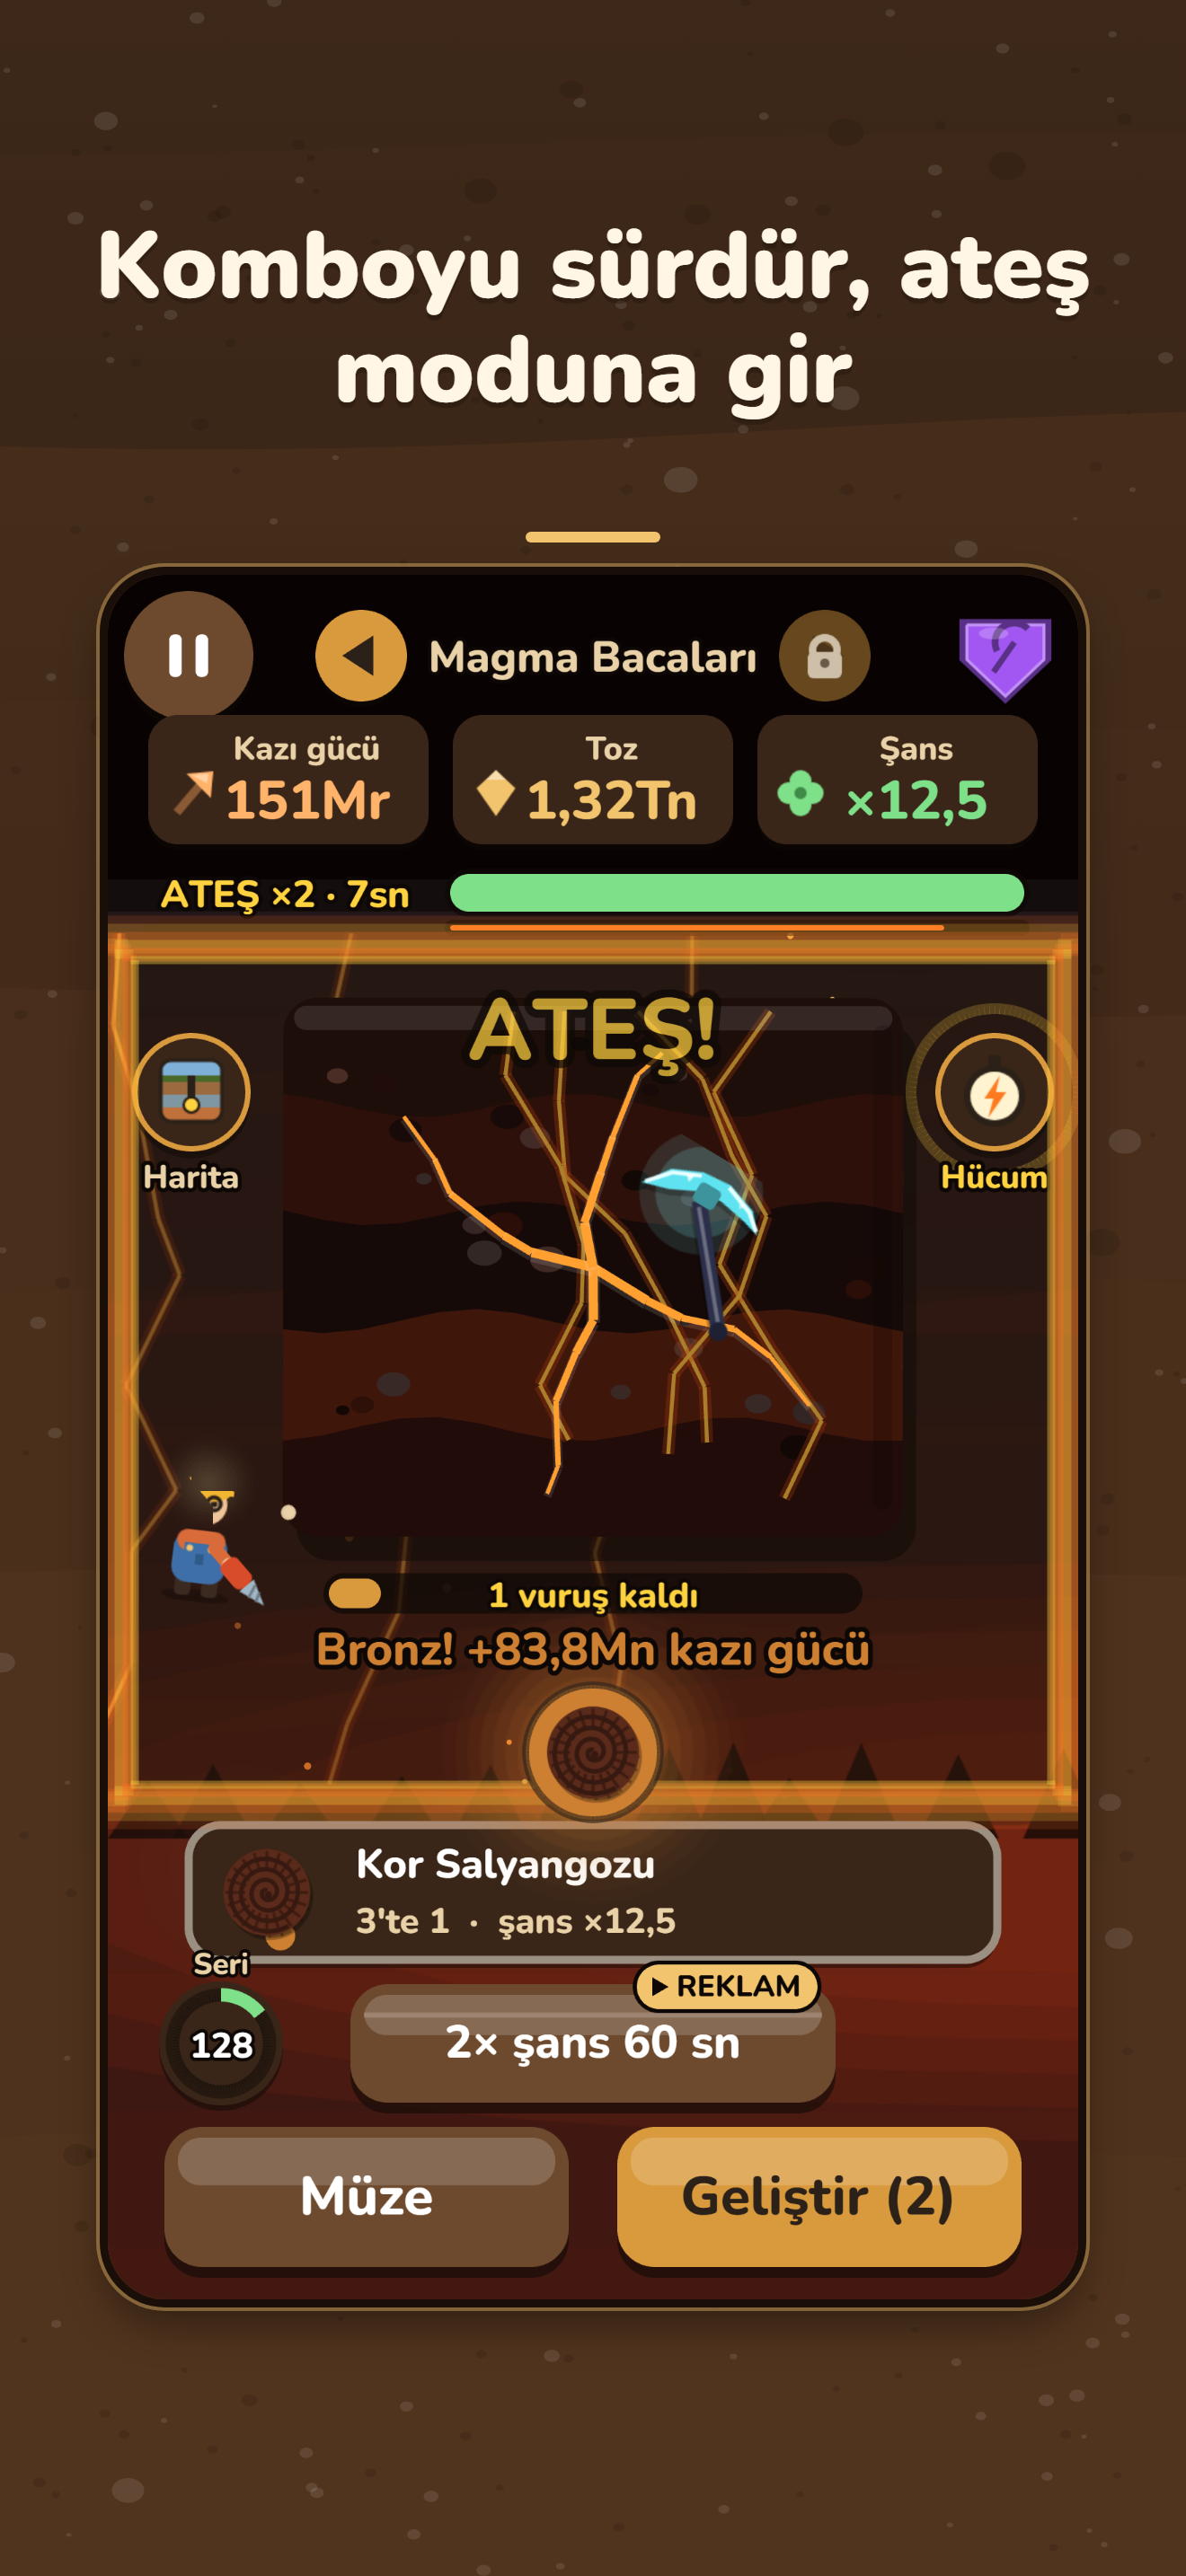 Komboyu sürdür, ateş
moduna gir
Magma Bacaları
Kazı gücü
151Mr
Toz
1,32Tn
Şans
×12,5
ATEŞ ×2 · 7sn
ATEŞ!
Harita
Hücum
1 vuruş kaldı
Bronz! +83,8Mn kazı gücü
Kor Salyangozu
3'te 1 · şans ×12,5
Seri
128
REKLAM
2× şans 60 sn
Müze
Geliştir (2)